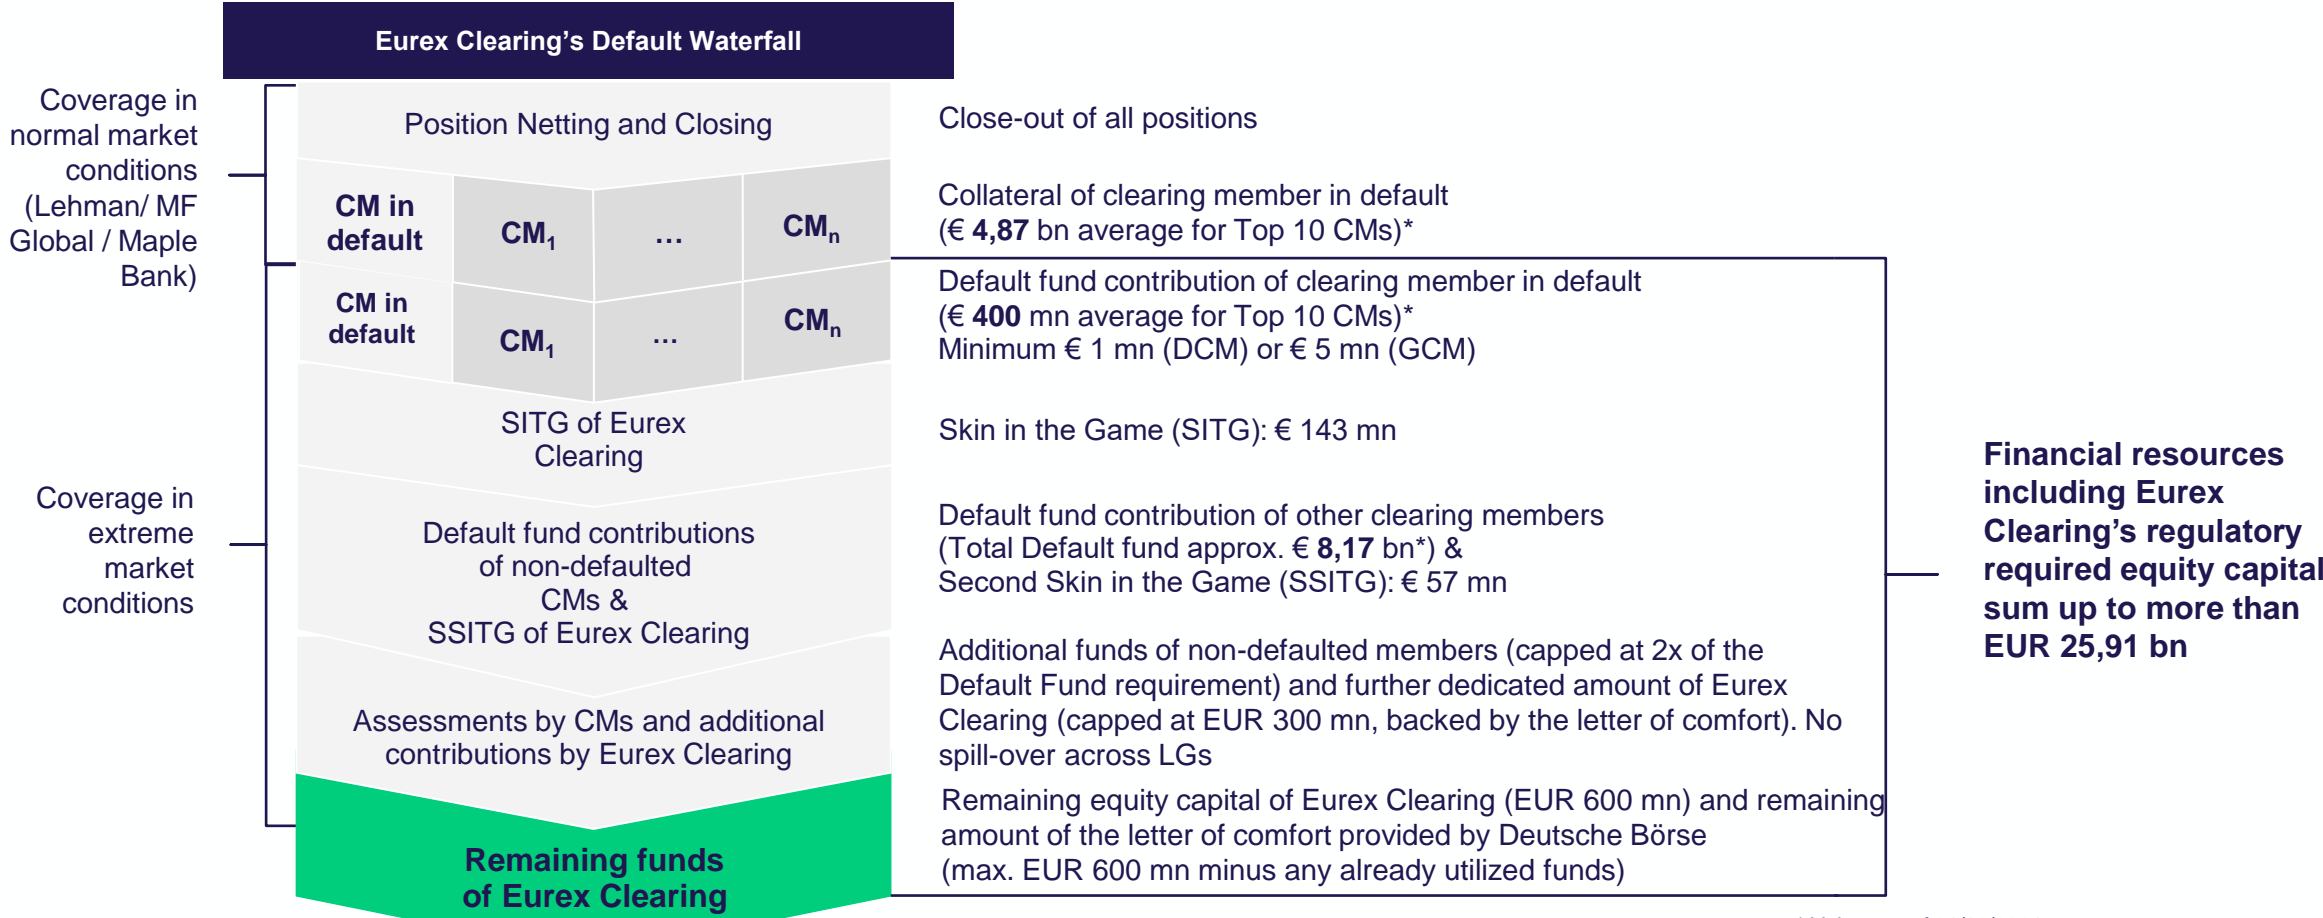 Eurex Clearing’s Default Waterfall
Coverage in
normal market
conditions
(Lehman/ MF
Global / Maple
Bank)
Position Netting and Closing
Close-out of all positions
CM in
default
CM1
...
CMn
Collateral of clearing member in default
(€ 4,87 bn average for Top 10 CMs)*
CM in
default
CM1
...
CMn
Default fund contribution of clearing member in default
(€ 400 mn average for Top 10 CMs)*
Minimum € 1 mn (DCM) or € 5 mn (GCM)
SITG of Eurex
Clearing
Skin in the Game (SITG): € 143 mn
Coverage in
extreme
market
conditions
Default fund contributions
of non-defaulted
CMs &
SSITG of Eurex Clearing
Default fund contribution of other clearing members
(Total Default fund approx. € 8,17 bn*) &
Second Skin in the Game (SSITG): € 57 mn
Assessments by CMs and additional
contributions by Eurex Clearing
Additional funds of non-defaulted members (capped at 2x of the
Default Fund requirement) and further dedicated amount of Eurex
Clearing (capped at EUR 300 mn, backed by the letter of comfort). No
spill-over across LGs
Remaining funds
of Eurex Clearing
Remaining equity capital of Eurex Clearing (EUR 600 mn) and remaining
amount of the letter of comfort provided by Deutsche Börse
(max. EUR 600 mn minus any already utilized funds)
Financial resources
including Eurex
Clearing’s regulatory
required equity capital
sum up to more than
EUR 25,91 bn